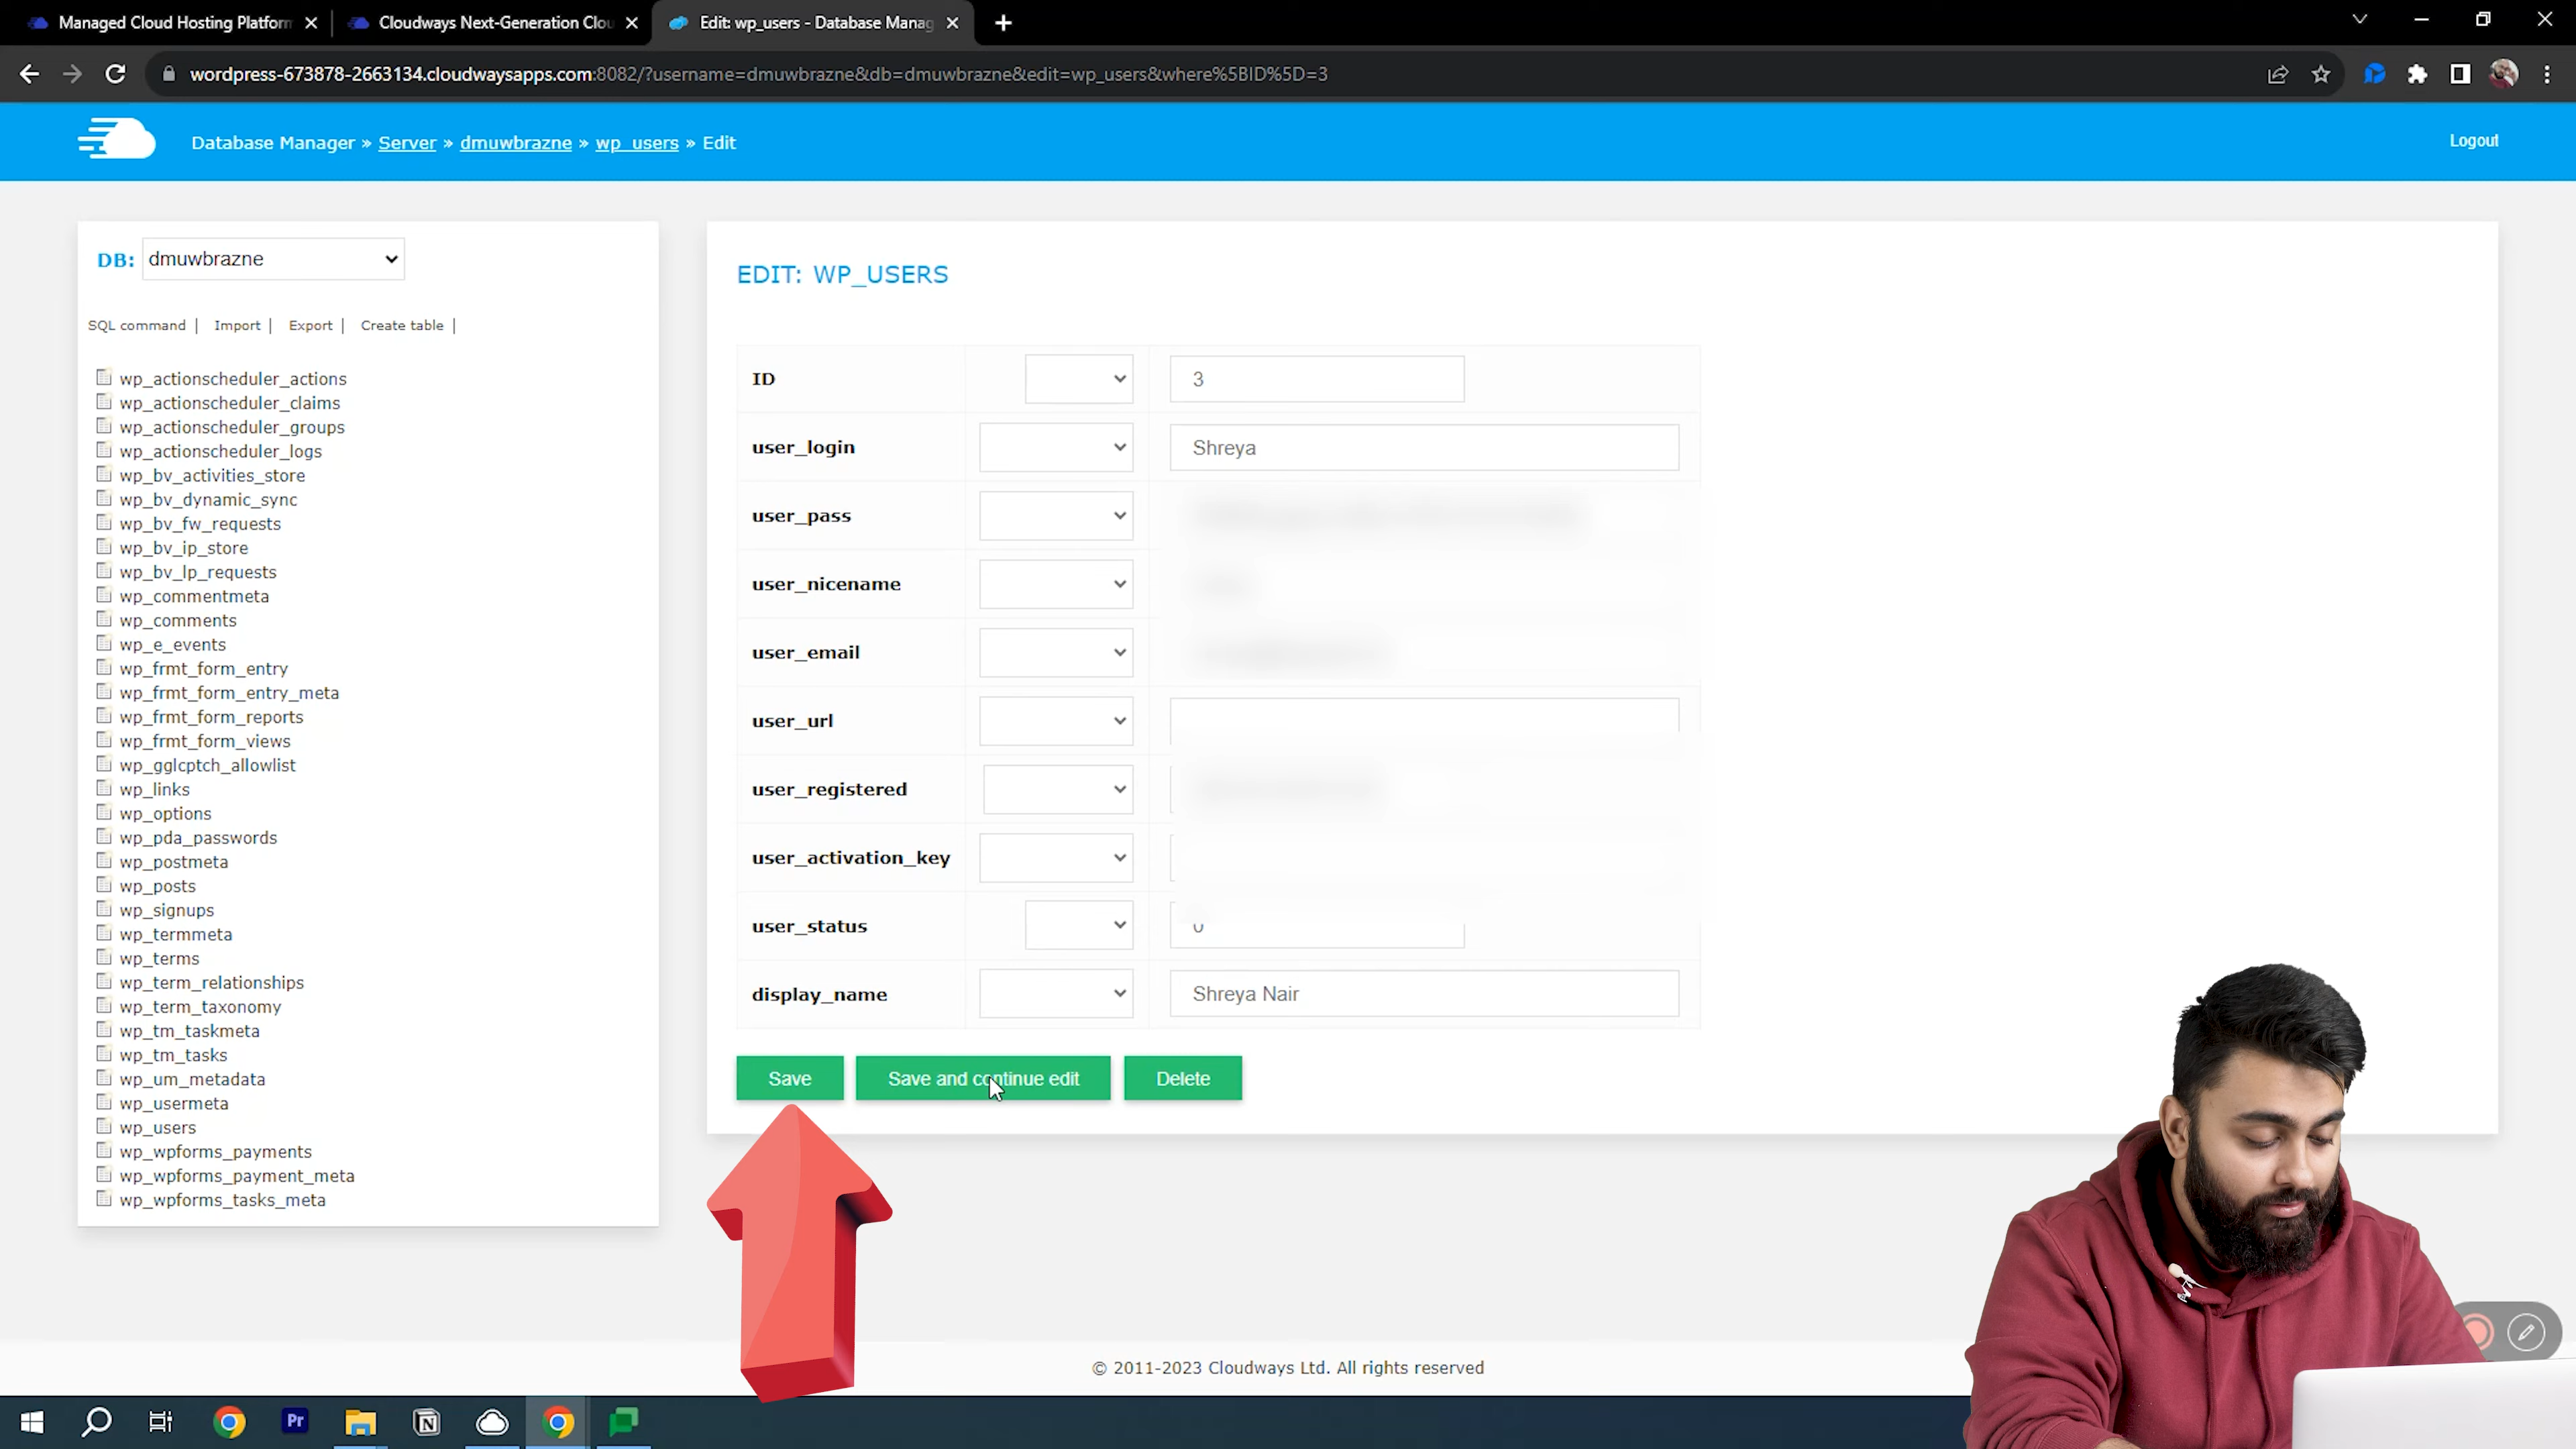 Managed Cloud Hosting Platform
Cloudways Next-Generation Clou
Edit: wp_users - Database Manag
wordpress-673878-2663134.cloudwaysapps.com:8082/?username=dmuwbrazne&db=dmuwbrazne&edit=wp_users&where%5BID%5D=3
Database Manager » Server » dmuwbrazne » wp_users » Edit
Logout
DB: dmuwbrazne
SQL command | Import | Export | Create table |
wp_actionscheduler_actions
wp_actionscheduler_claims
wp_actionscheduler_groups
wp_actionscheduler_logs
wp_bv_activities_store
wp_bv_dynamic_sync
wp_bv_fw_requests
wp_bv_ip_store
wp_bv_lp_requests
wp_commentmeta
wp_comments
wp_e_events
wp_frmt_form_entry
wp_frmt_form_entry_meta
wp_frmt_form_reports
wp_frmt_form_views
wp_gglcptch_allowlist
wp_links
wp_options
wp_pda_passwords
wp_postmeta
wp_posts
wp_signups
wp_termmeta
wp_terms
wp_term_relationships
wp_term_taxonomy
wp_tm_taskmeta
wp_tm_tasks
wp_um_metadata
wp_usermeta
wp_users
wp_wpforms_payments
wp_wpforms_payment_meta
wp_wpforms_tasks_meta
EDIT: WP_USERS
ID 3
user_login Shreya
user_pass
user_nicename
user_email
user_url
user_registered
user_activation_key
user_status 0
display_name Shreya Nair
Save Save and continue edit Delete
© 2011-2023 Cloudways Ltd. All rights reserved
Pr
N